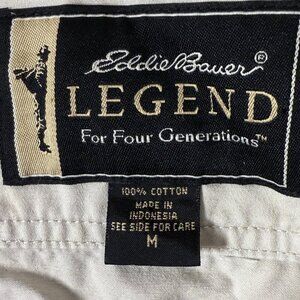 Eddie Bauer®
LEGEND
For Four Generations™
100% COTTON
MADE IN
INDONESIA
SEE SIDE FOR CARE
M